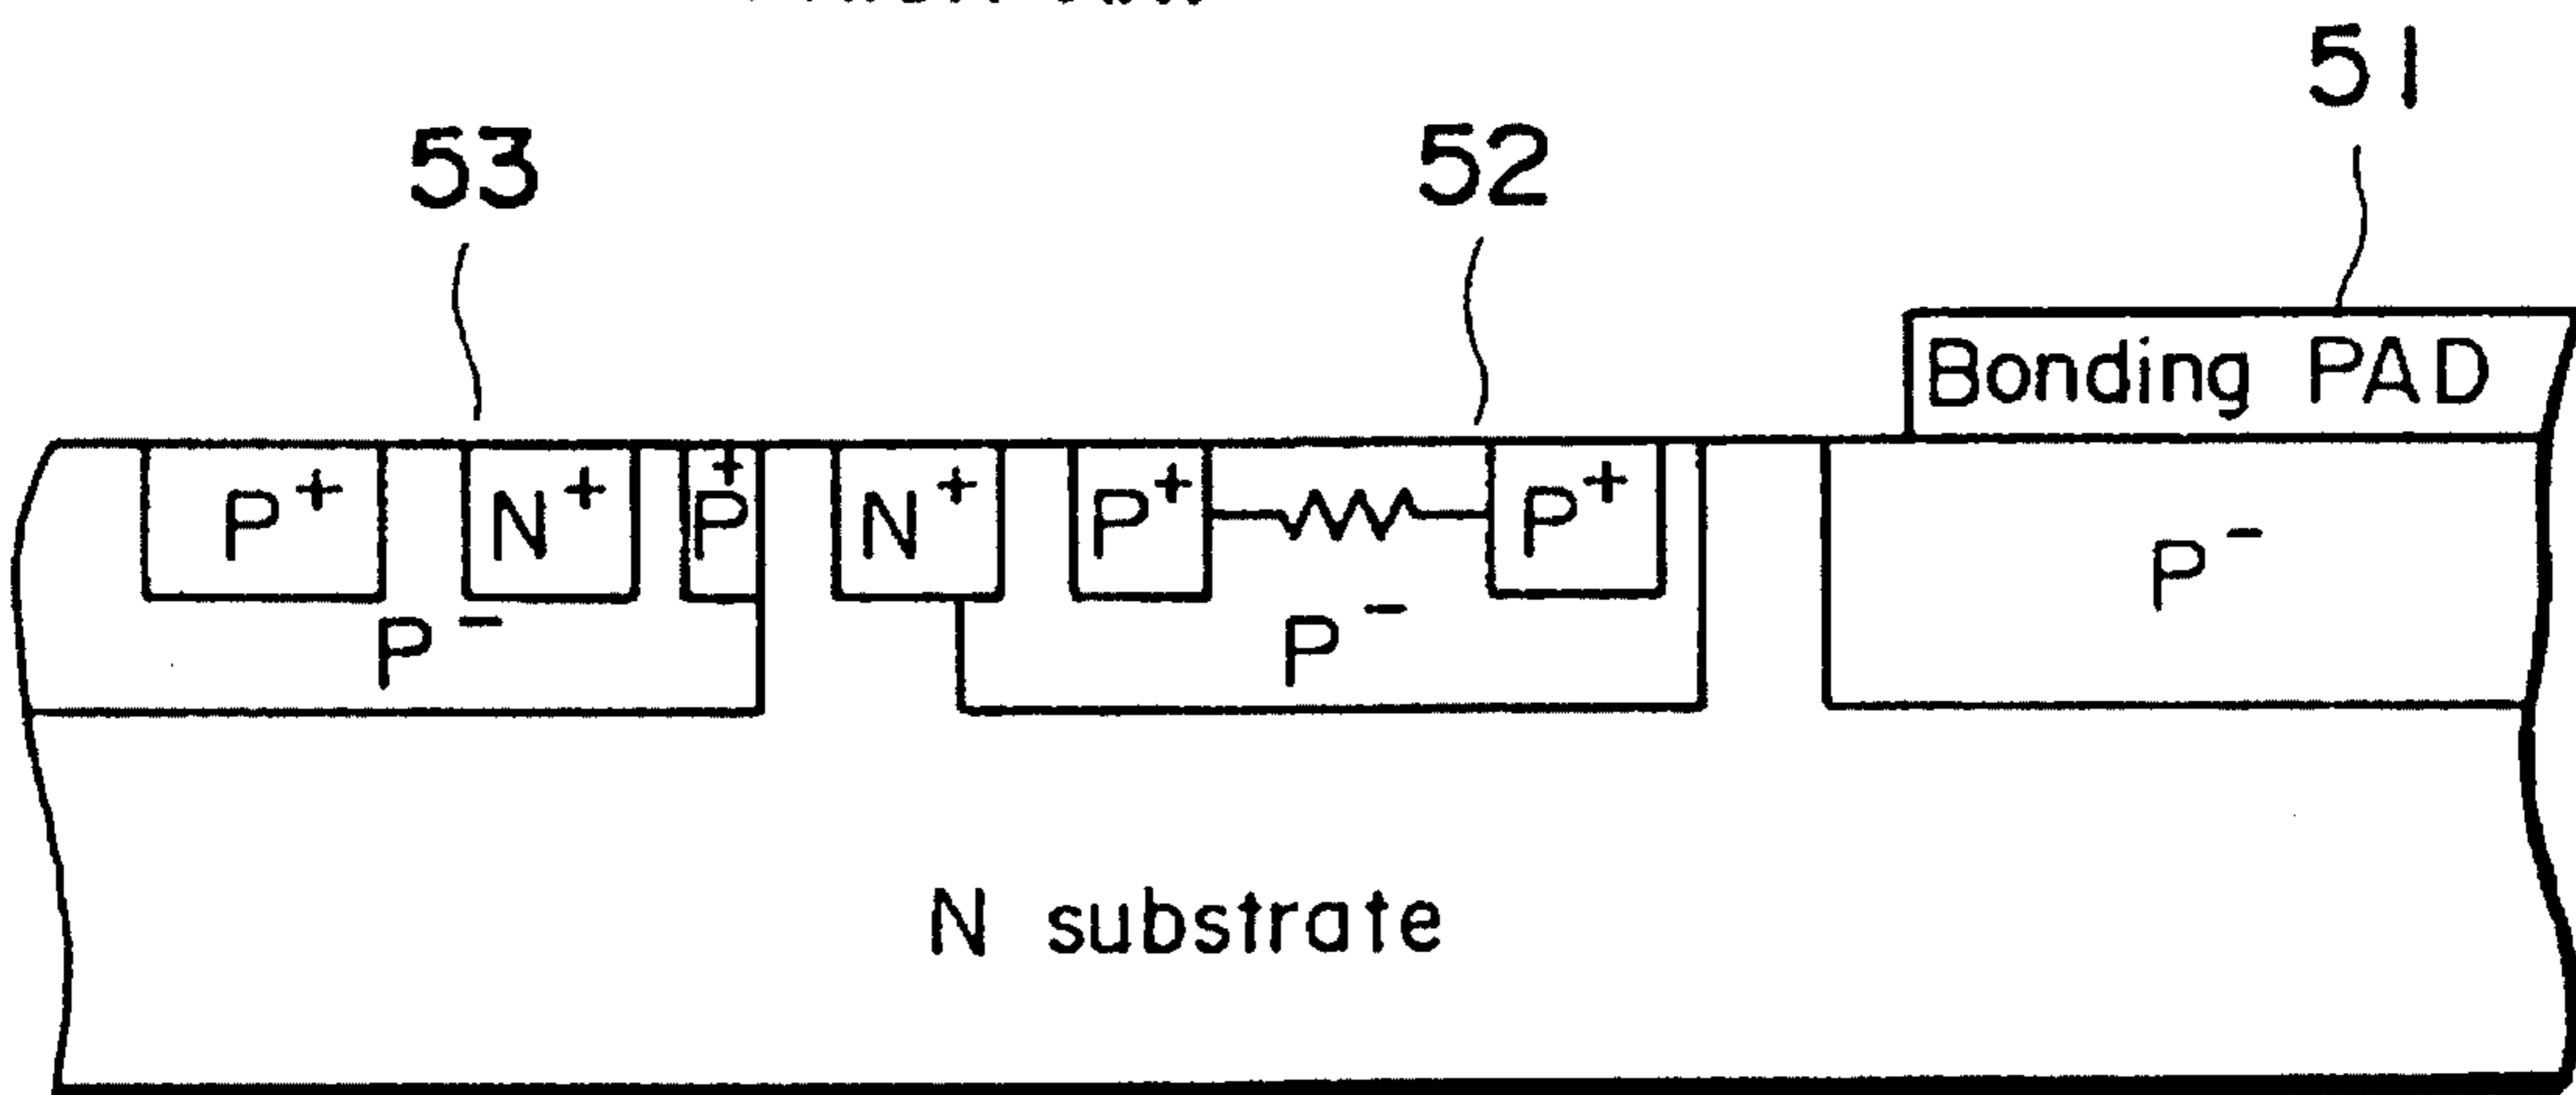 51
53 52
Bonding PAD
P+ N+ P+ N+ P+ P+ P-
P- P-
N substrate